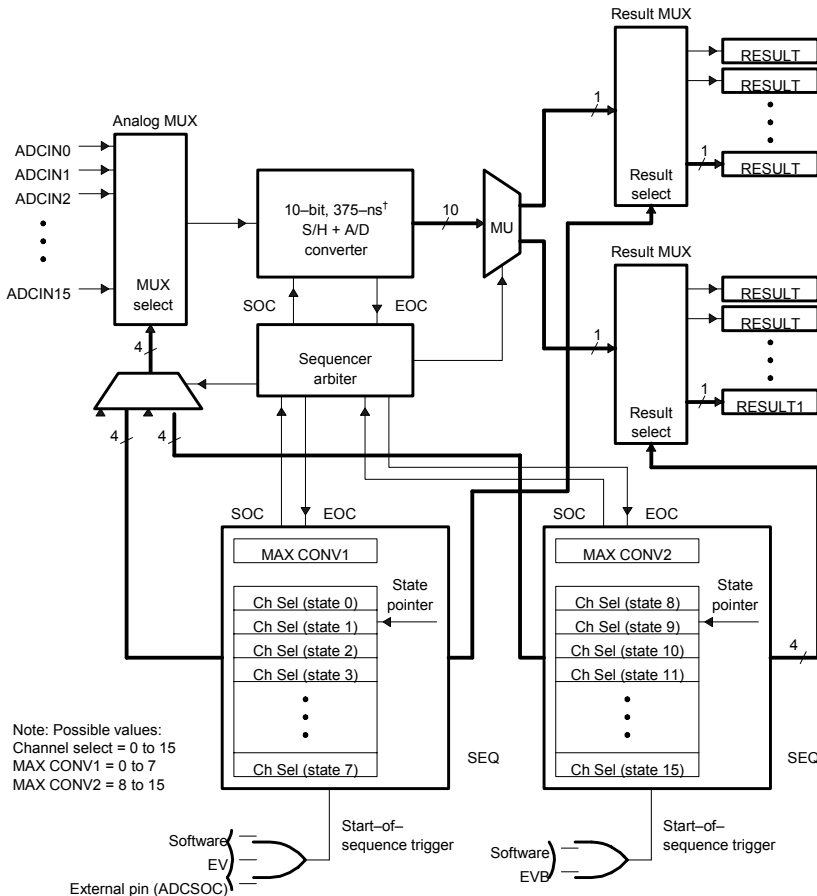 Result MUX
RESULT
RESULT
RESULT
Result
select
1
1
Analog MUX
ADCIN0
ADCIN1
ADCIN2
ADCIN15
MUX
select
10–bit, 375–ns†
S/H + A/D
converter
10
MU
Result MUX
RESULT
RESULT
RESULT1
Result
select
1
1
SOC
EOC
Sequencer
arbiter
4
4
4
SOC
EOC
SOC
EOC
MAX CONV1
Ch Sel (state 0)
Ch Sel (state 1)
Ch Sel (state 2)
Ch Sel (state 3)
Ch Sel (state 7)
State
pointer
SEQ
MAX CONV2
Ch Sel (state 8)
Ch Sel (state 9)
Ch Sel (state 10)
Ch Sel (state 11)
Ch Sel (state 15)
State
pointer
4
SEQ
Note: Possible values:
Channel select = 0 to 15
MAX CONV1 = 0 to 7
MAX CONV2 = 8 to 15
Software
EV
External pin (ADCSOC)
Start–of–
sequence trigger
Software
EVB
Start–of–
sequence trigger